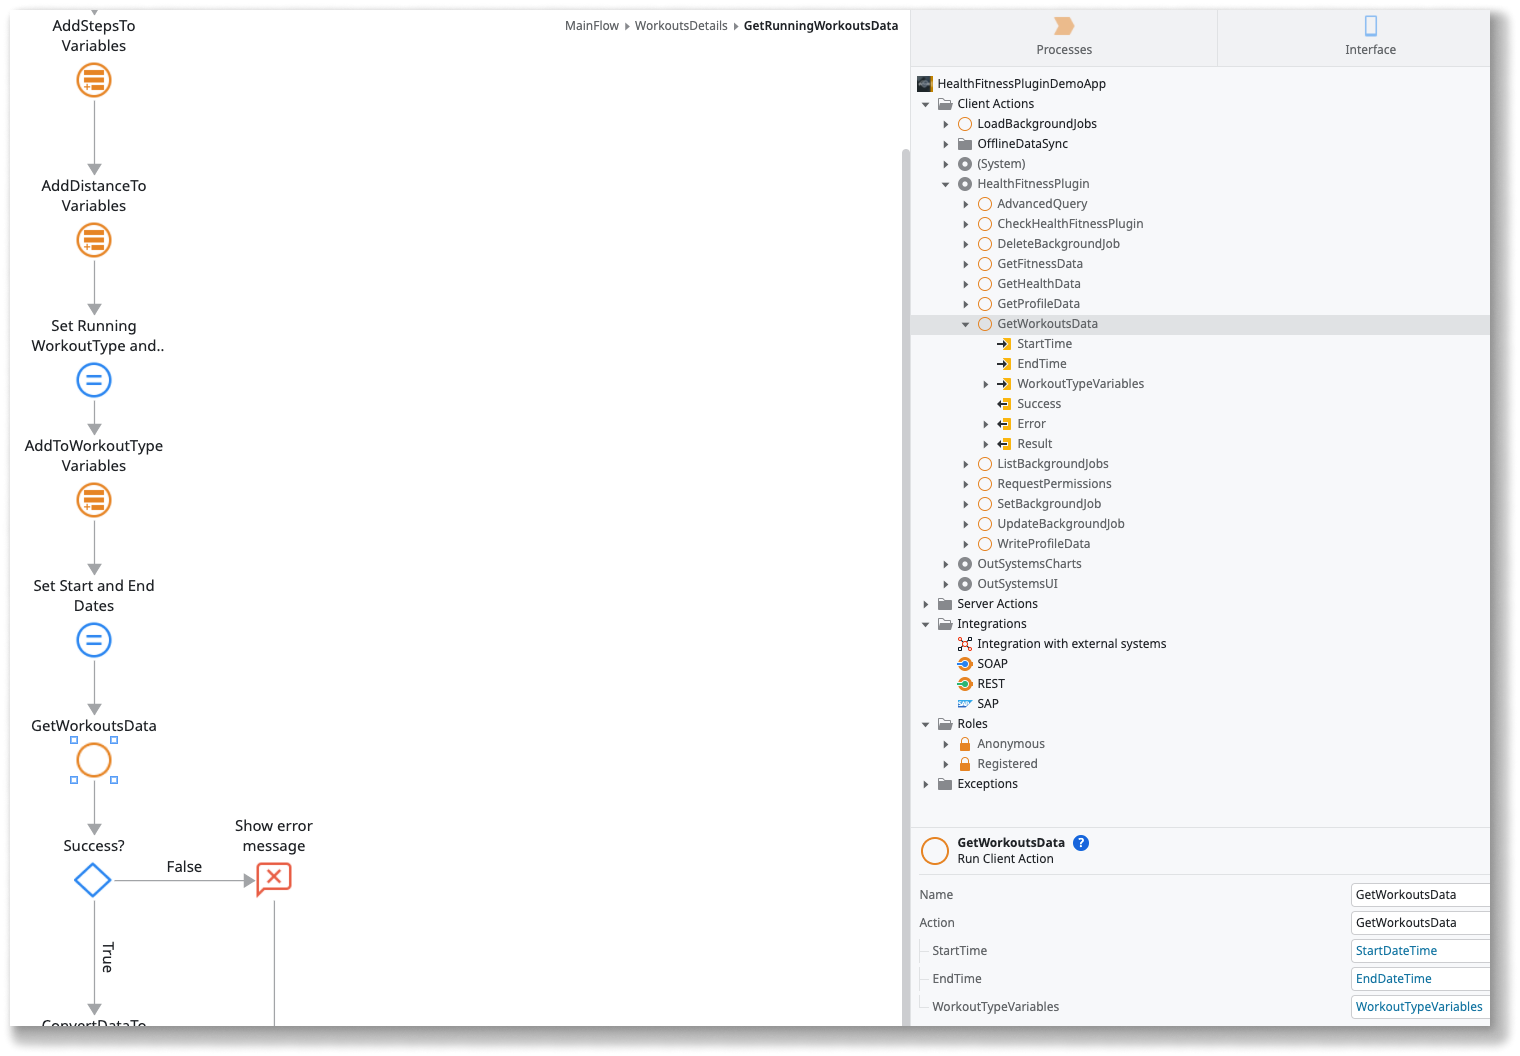 AddStepsTo
Variables
AddDistanceTo
Variables
Set Running
WorkoutType and..
AddToWorkoutType
Variables
Set Start and End
Dates
GetWorkoutsData
Success?
False
Show error
message
True
ConvertDataTo
MainFlow WorkoutsDetails GetRunningWorkoutsData
Processes
Interface
HealthFitnessPluginDemoApp
Client Actions
LoadBackgroundJobs
OfflineDataSync
(System)
HealthFitnessPlugin
AdvancedQuery
CheckHealthFitnessPlugin
DeleteBackgroundJob
GetFitnessData
GetHealthData
GetProfileData
GetWorkoutsData
StartTime
EndTime
WorkoutTypeVariables
Success
Error
Result
ListBackgroundJobs
RequestPermissions
SetBackgroundJob
UpdateBackgroundJob
WriteProfileData
OutSystemsCharts
OutSystemsUI
Server Actions
Integrations
Integration with external systems
SOAP
REST
SAP
Roles
Anonymous
Registered
Exceptions
GetWorkoutsData ?
Run Client Action
Name GetWorkoutsData
Action GetWorkoutsData
StartTime StartDateTime
EndTime EndDateTime
WorkoutTypeVariables WorkoutTypeVariables